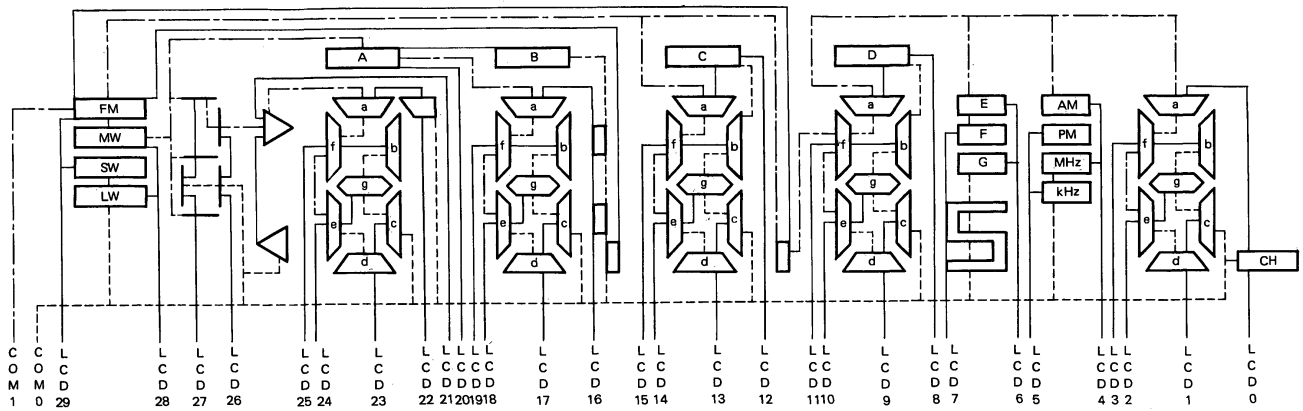 A B C D
FM
MW
SW
LW
a f b g e c d
a f b g e c d
a f b g e c d
a f b g e c d
E
F
G
AM
PM
MHz
kHz
a f b g e c d
CH
COM1
COM0
LCD29
LCD28
LCD27
LCD26
LCD25
LCD24
LCD23
LCD22
LCD21
LCD20
LCD19
LCD18
LCD17
LCD16
LCD15
LCD14
LCD13
LCD12
LCD11
LCD10
LCD9
LCD8
LCD7
LCD6
LCD5
LCD4
LCD3
LCD2
LCD1
LCD0